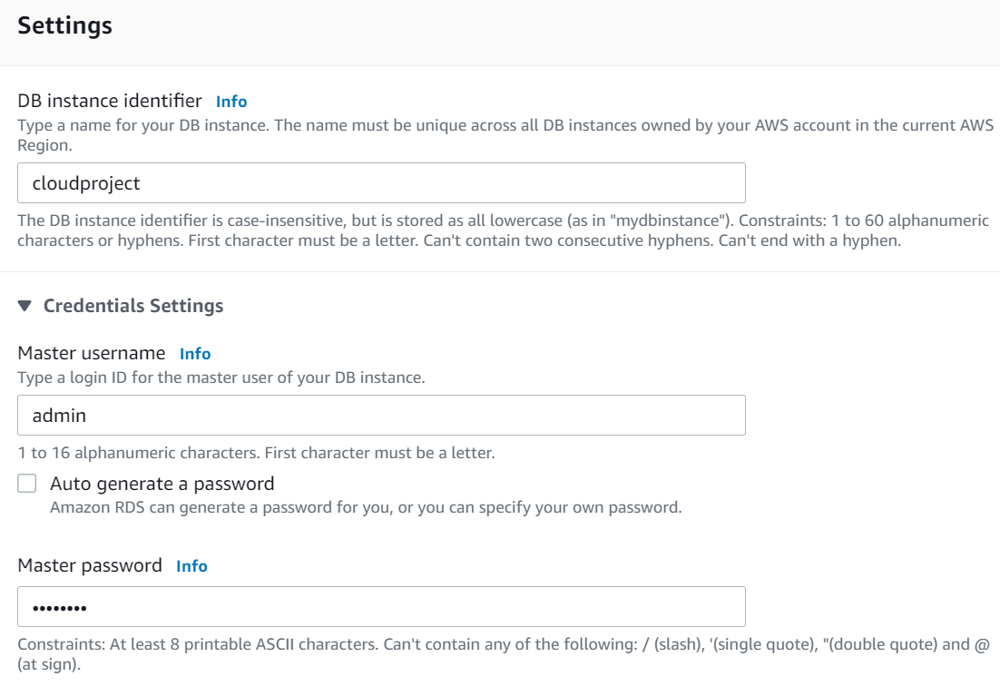 Settings
DB instance identifier Info
Type a name for your DB instance. The name must be unique across all DB instances owned by your AWS account in the current AWS
Region.
cloudproject
The DB instance identifier is case-insensitive, but is stored as all lowercase (as in "mydbinstance"). Constraints: 1 to 60 alphanumeric
characters or hyphens. First character must be a letter. Can't contain two consecutive hyphens. Can't end with a hyphen.
Credentials Settings
Master username Info
Type a login ID for the master user of your DB instance.
admin
1 to 16 alphanumeric characters. First character must be a letter.
Auto generate a password
Amazon RDS can generate a password for you, or you can specify your own password.
Master password Info
••••••••
Constraints: At least 8 printable ASCII characters. Can't contain any of the following: / (slash), '(single quote), "(double quote) and @
(at sign).